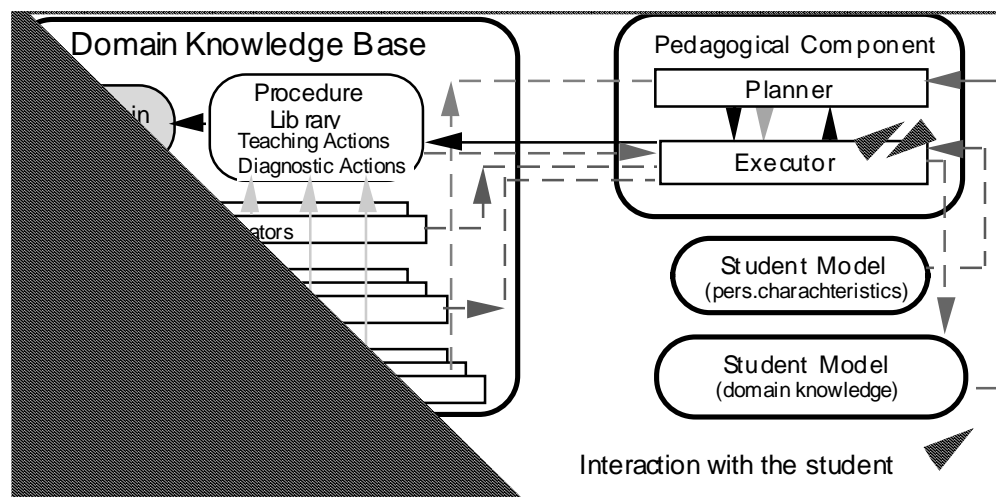 Domain Knowledge Base
Procedure
Library
Teaching Actions
Diagnostic Actions
Pedagogical Component
Planner
Executor
Student Model
(pers.charachteristics)
Student Model
(domain knowledge)
Interaction with the student